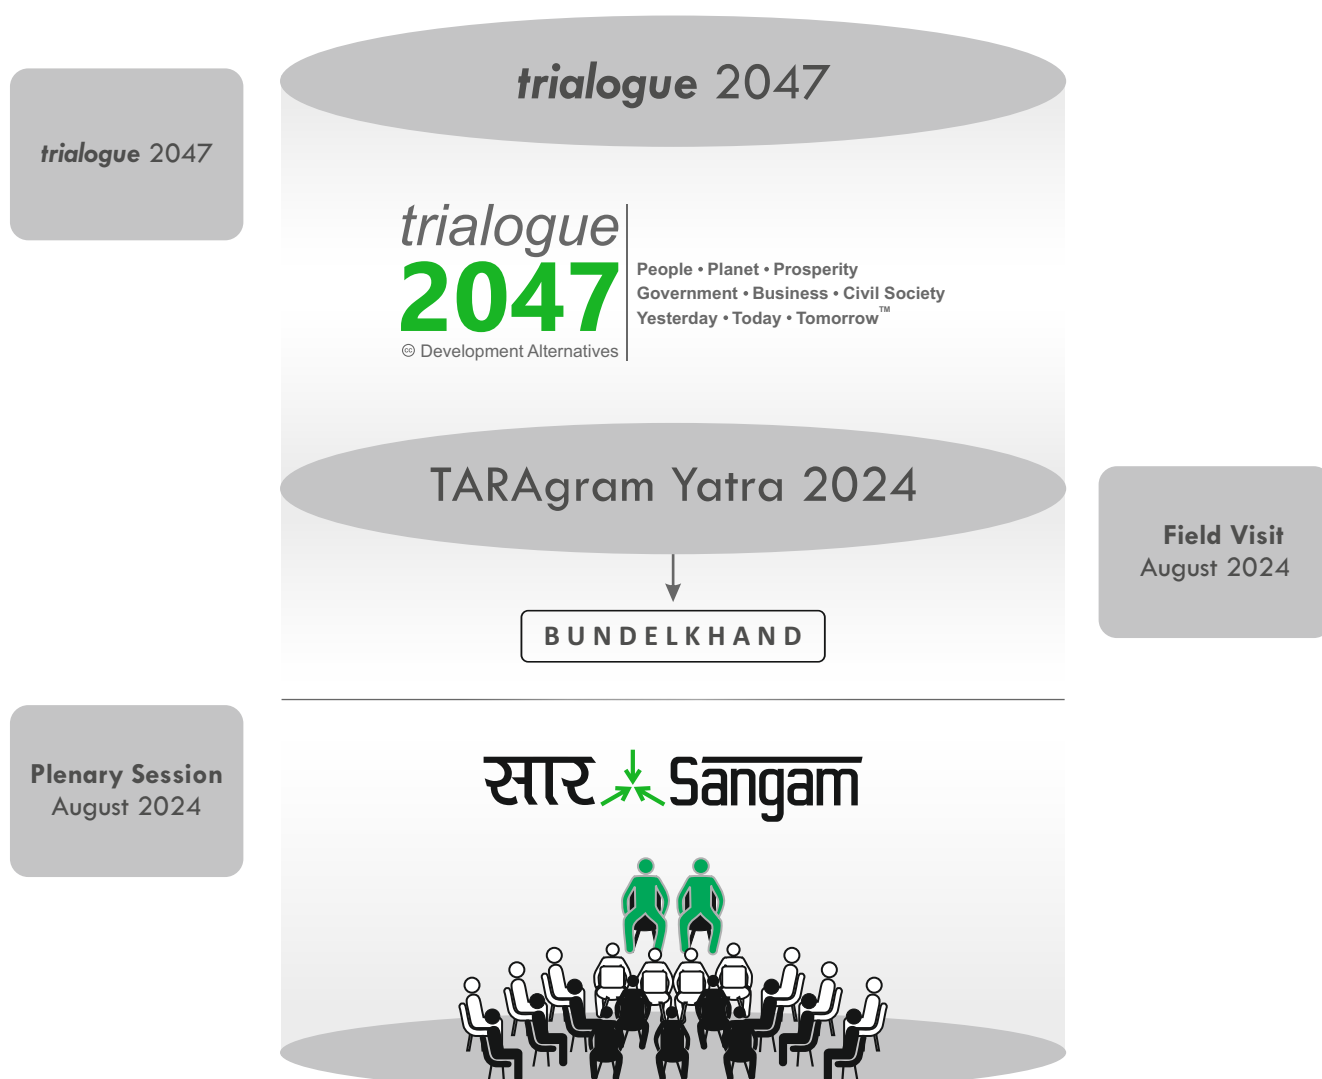 trialogue 2047
trialogue 2047
trialogue
2047
cc Development Alternatives
People • Planet • Prosperity
Government • Business • Civil Society
Yesterday • Today • Tomorrow™
TARAgram Yatra 2024
Field Visit
August 2024
BUNDELKHAND
Plenary Session
August 2024
सार Sangam